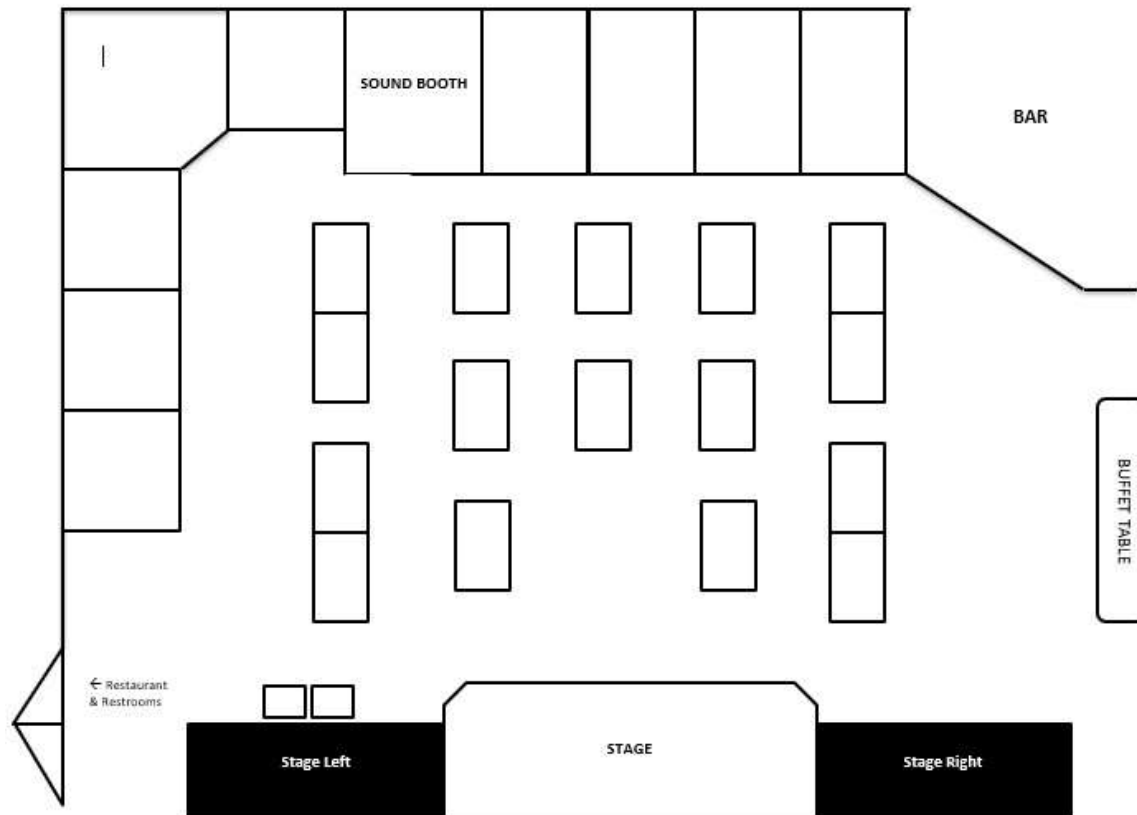 SOUND BOOTH
BAR
BUFFET TABLE
← Restaurant
& Restrooms
Stage Left
STAGE
Stage Right